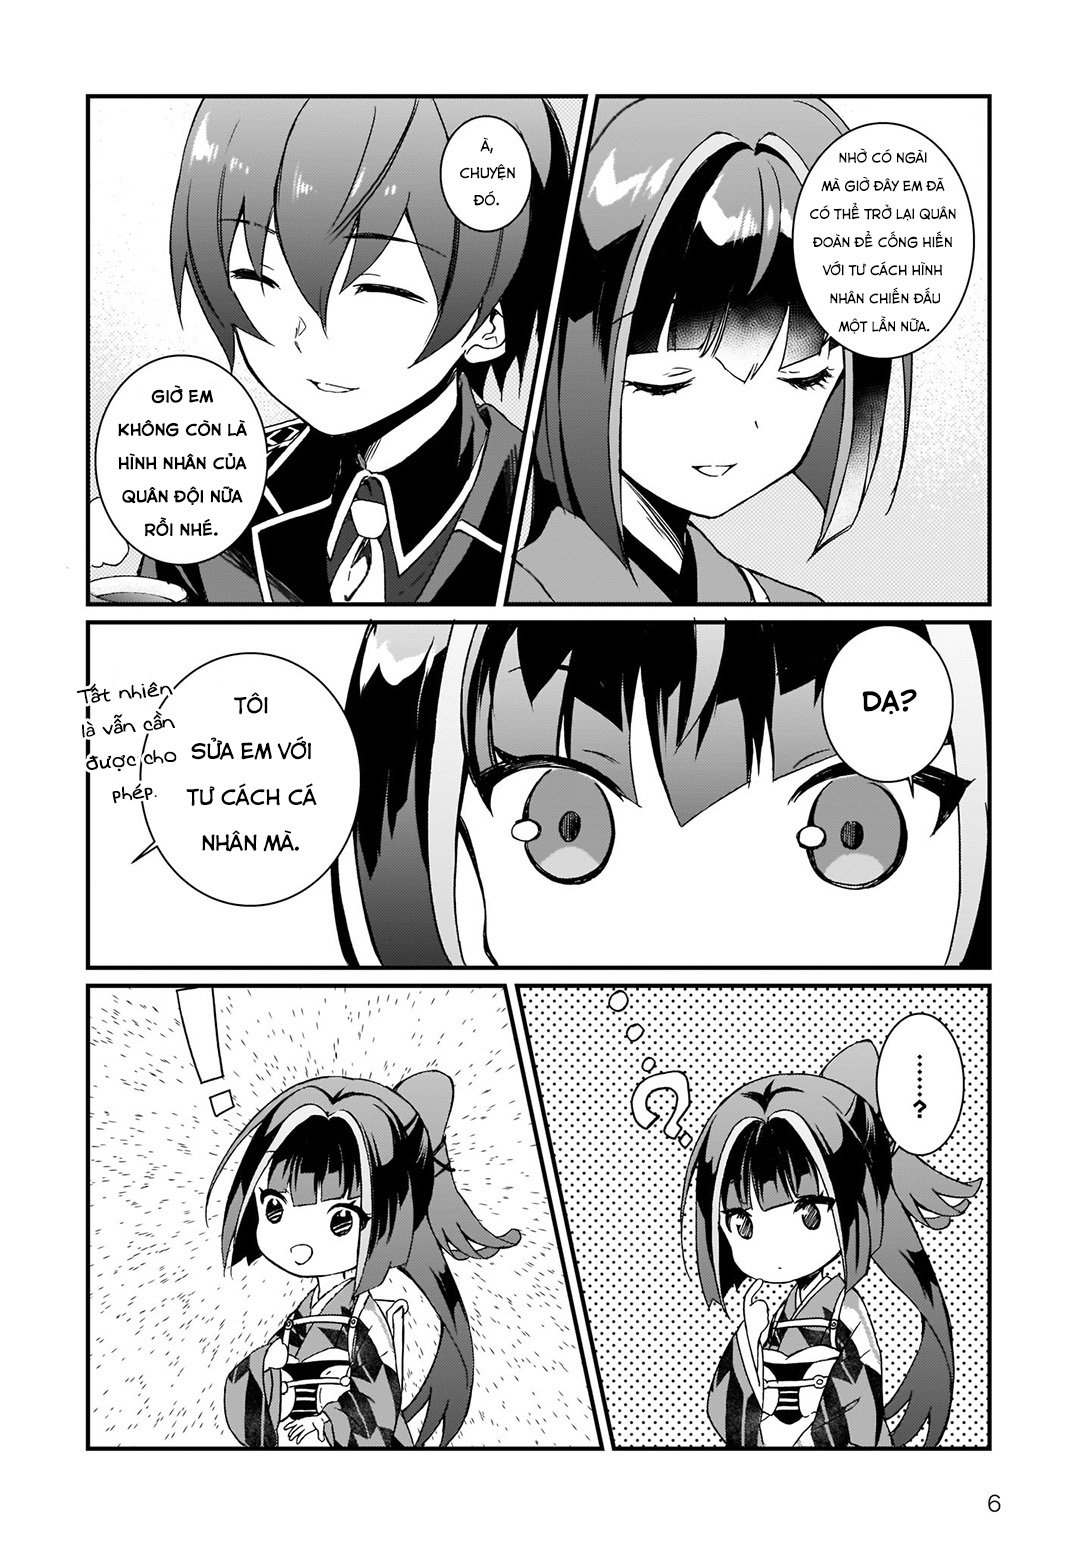 NHỜ CÓ NGÀI
MÀ GIỜ ĐÂY EM ĐÃ
CÓ THỂ TRỞ LẠI QUÂN
ĐOÀN ĐỂ CỐNG HIẾN
VỚI TƯ CÁCH HÌNH
NHÂN CHIẾN ĐẤU
MỘT LẦN NỮA.
À,
CHUYỆN
ĐÓ.
GIỜ EM
KHÔNG CÒN LÀ
HÌNH NHÂN CỦA
QUÂN ĐỘI NỮA
RỒI NHÉ.
DẠ?
TÔI
SỬA EM VỚI
TƯ CÁCH CÁ
NHÂN MÀ.
Tất nhiên
là vẫn cần
được cho
phép.
........
?
?
!
6